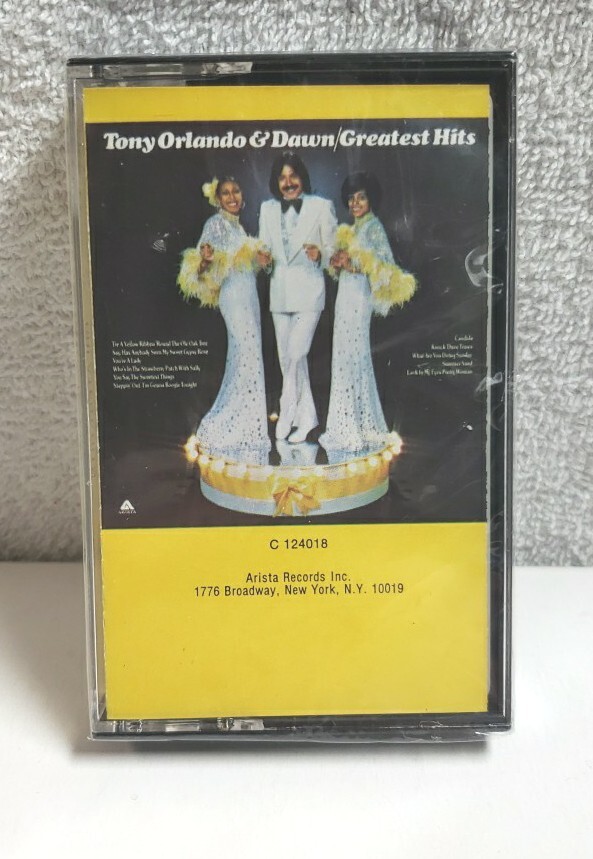 Tony Orlando & Dawn/Greatest Hits
Tie A Yellow Ribbon 'Round The Ole Oak Tree
Say, Has Anybody Seen My Sweet Gypsy Rose
You're A Lady
Who's In The Strawberry Patch With Sally
You Say The Sweetest Things
Steppin' Out, I'm Gonna Boogie Tonight
Candida
Knock Three Times
What Are You Doing Sunday
Summer Sand
Look In My Eyes Pretty Woman
ARISTA
C 124018
Arista Records Inc.
1776 Broadway, New York, N.Y. 10019